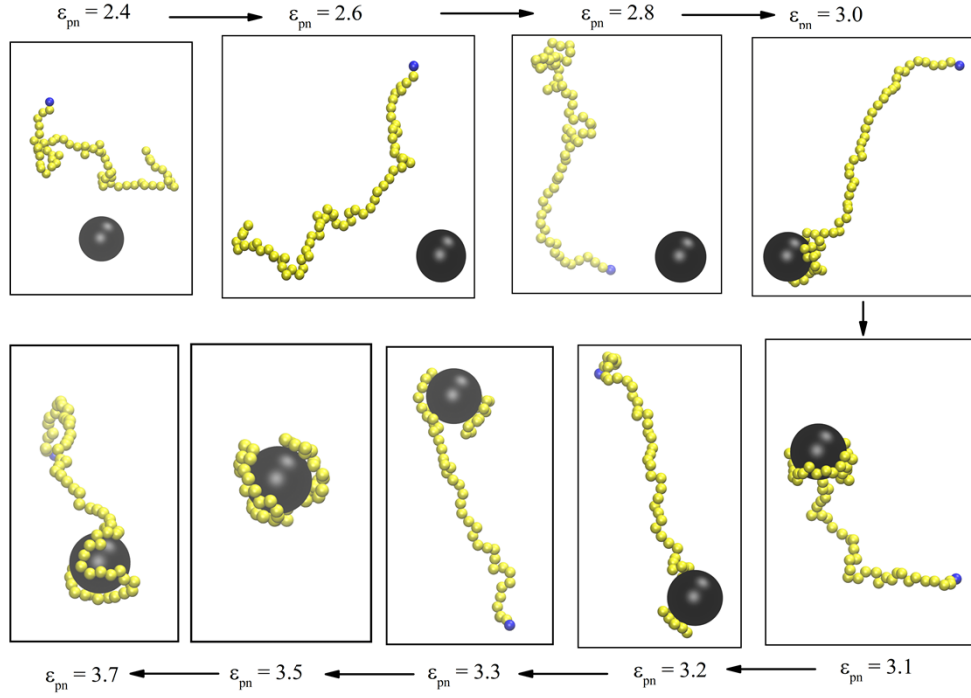 ε_pn = 2.4
ε_pn = 2.6
ε_pn = 2.8
ε_pn = 3.0
ε_pn = 3.7
ε_pn = 3.5
ε_pn = 3.3
ε_pn = 3.2
ε_pn = 3.1